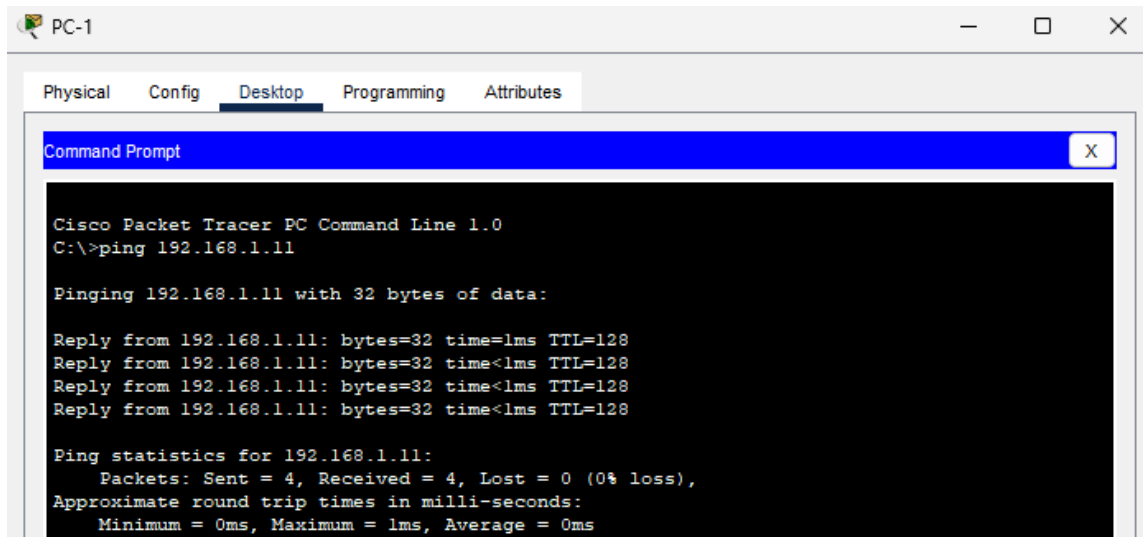 PC-1
Physical Config Desktop Programming Attributes
Command Prompt
X
Cisco Packet Tracer PC Command Line 1.0
C:\>ping 192.168.1.11
Pinging 192.168.1.11 with 32 bytes of data:
Reply from 192.168.1.11: bytes=32 time=1ms TTL=128
Reply from 192.168.1.11: bytes=32 time<1ms TTL=128
Reply from 192.168.1.11: bytes=32 time<1ms TTL=128
Reply from 192.168.1.11: bytes=32 time<1ms TTL=128
Ping statistics for 192.168.1.11:
Packets: Sent = 4, Received = 4, Lost = 0 (0% loss),
Approximate round trip times in milli-seconds:
Minimum = 0ms, Maximum = 1ms, Average = 0ms